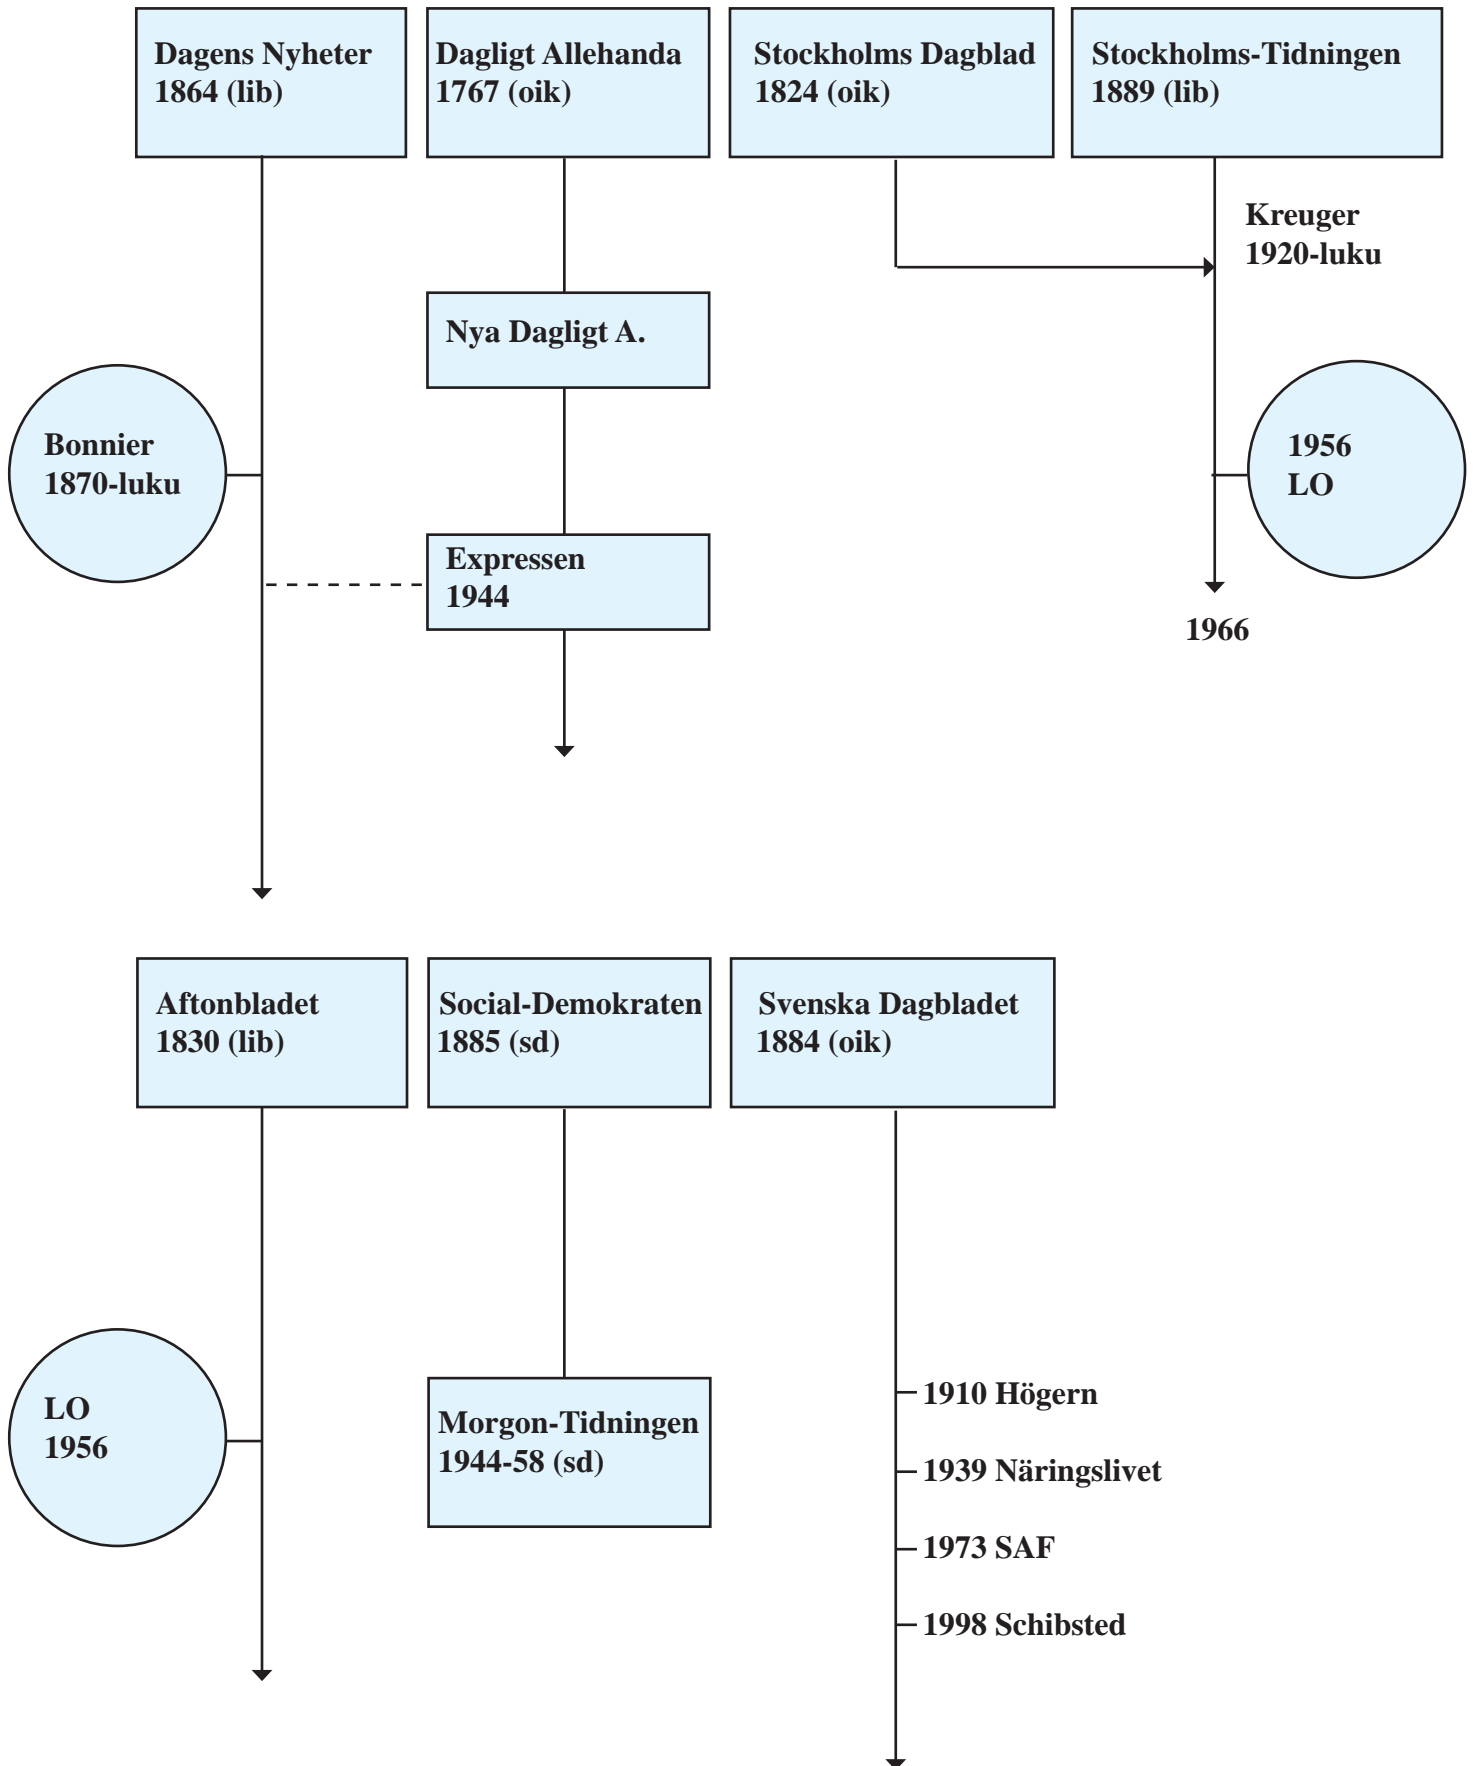 Dagens Nyheter
1864 (lib)
Dagligt Allehanda
1767 (oik)
Stockholms Dagblad
1824 (oik)
Stockholms-Tidningen
1889 (lib)
Kreuger
1920-luku
Nya Dagligt A.
Bonnier
1870-luku
1956
LO
Expressen
1944
1966
Aftonbladet
1830 (lib)
Social-Demokraten
1885 (sd)
Svenska Dagbladet
1884 (oik)
LO
1956
Morgon-Tidningen
1944-58 (sd)
1910 Högern
1939 Näringslivet
1973 SAF
1998 Schibsted